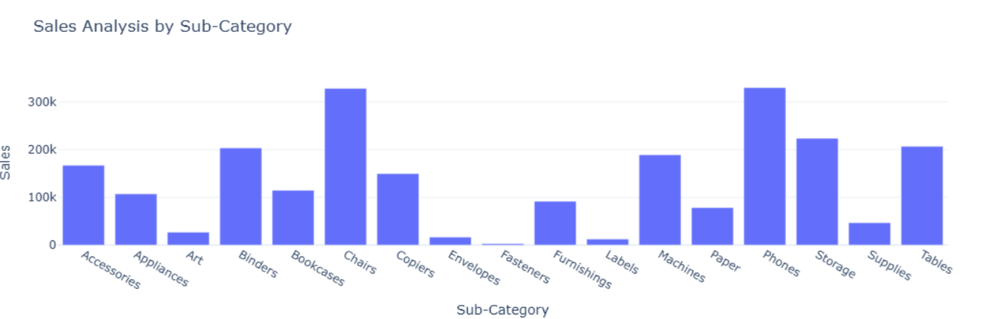 Sales Analysis by Sub-Category
300k
200k
100k
0
Sales
Accessories
Appliances
Art
Binders
Bookcases
Chairs
Copiers
Envelopes
Fasteners
Furnishings
Labels
Machines
Paper
Phones
Storage
Supplies
Tables
Sub-Category